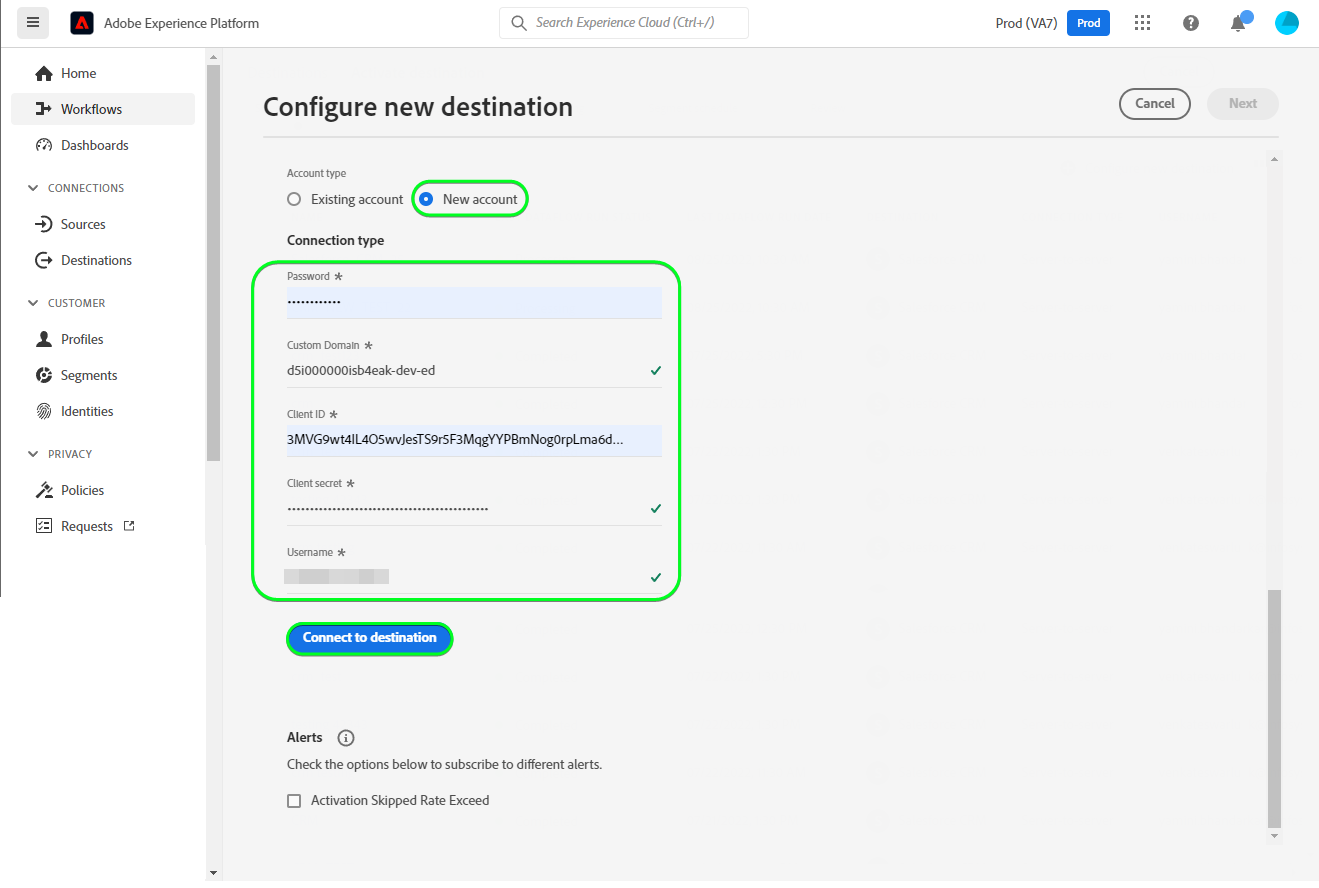 Adobe Experience Platform
Search Experience Cloud (Ctrl+/)
Prod (VA7)
Prod
Home
Workflows
Dashboards
CONNECTIONS
Sources
Destinations
CUSTOMER
Profiles
Segments
Identities
PRIVACY
Policies
Requests
Configure new destination
Cancel
Next
Account type
Existing account
New account
Connection type
Password *
••••••••••••
Custom Domain *
d5i000000isb4eak-dev-ed
Client ID *
3MVG9wt4IL4O5wvJesTS9r5F3MqgYYPBmNog0rpLma6d...
Client secret *
Username *
Connect to destination
Alerts
Check the options below to subscribe to different alerts.
Activation Skipped Rate Exceed